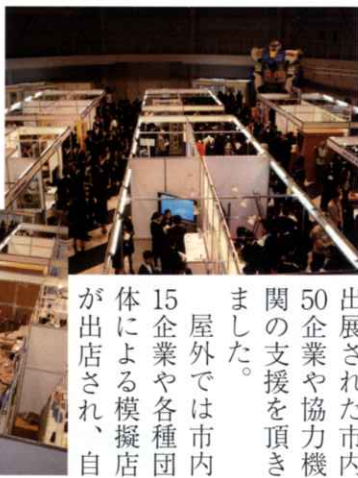 出展された市内
50企業や協力機
関の支援を頂き
ました。
屋外では市内
15企業や各種団
体による模擬店
が出店され、自